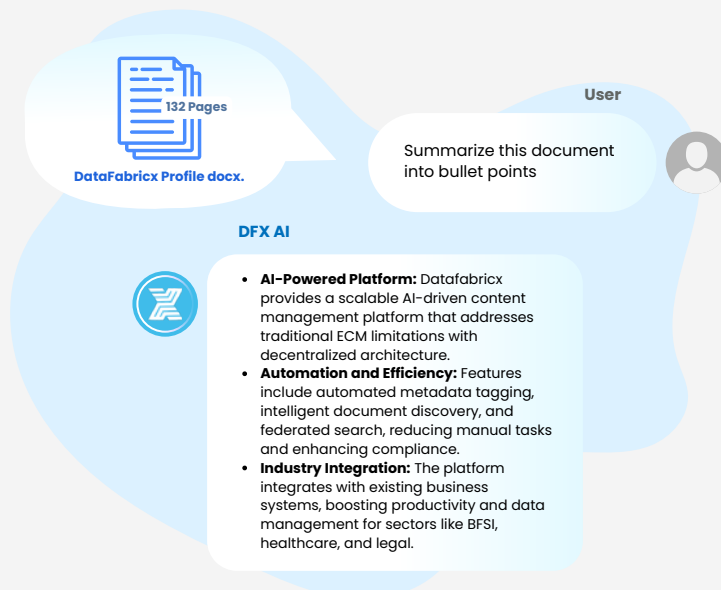 132 Pages
DataFabricx Profile docx.
User
Summarize this document
into bullet points
DFX AI
• AI-Powered Platform: Datafabricx
provides a scalable AI-driven content
management platform that addresses
traditional ECM limitations with
decentralized architecture.
• Automation and Efficiency: Features
include automated metadata tagging,
intelligent document discovery, and
federated search, reducing manual tasks
and enhancing compliance.
• Industry Integration: The platform
integrates with existing business
systems, boosting productivity and data
management for sectors like BFSI,
healthcare, and legal.